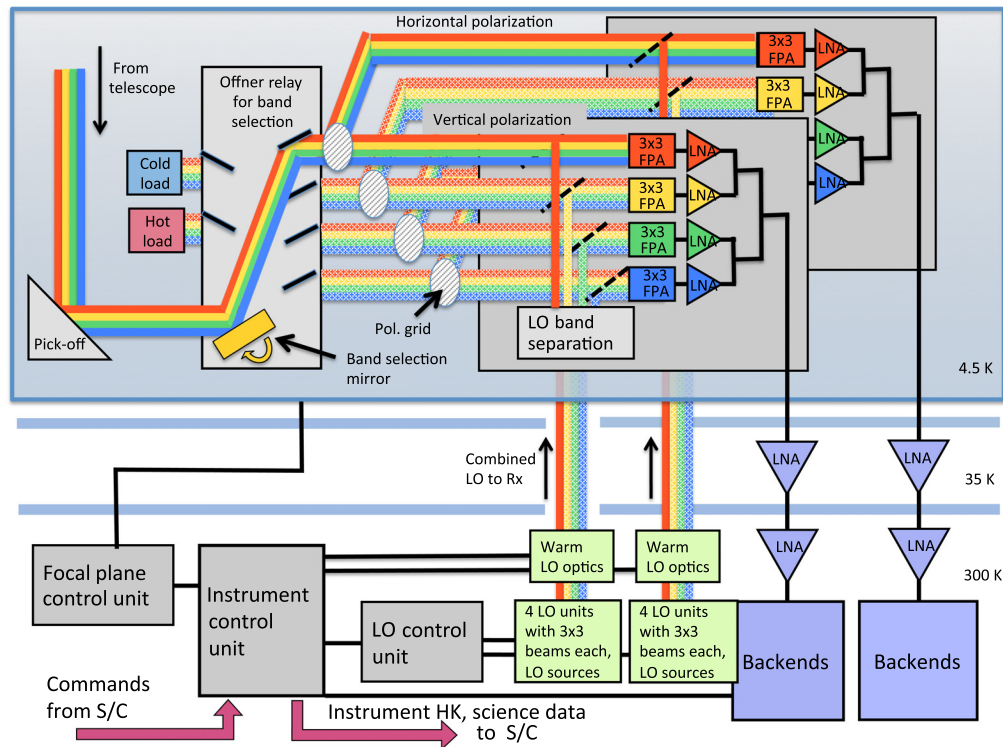 Horizontal polarization
From
telescope
Offner relay
for band
selection
3x3
FPA
LNA
3x3
FPA
LNA
LNA
LNA
Vertical polarization
Cold
load
Hot
load
3x3
FPA
LNA
3x3
FPA
LNA
3x3
FPA
LNA
3x3
FPA
LNA
Pick-off
Pol. grid
Band selection
mirror
LO band
separation
4.5 K
Combined
LO to Rx
LNA
LNA
35 K
Warm
LO optics
Warm
LO optics
LNA
LNA
300 K
Focal plane
control unit
Instrument
control
unit
LO control
unit
4 LO units
with 3x3
beams each,
LO sources
4 LO units
with 3x3
beams each,
LO sources
Backends
Backends
Commands
from S/C
Instrument HK, science data
to S/C